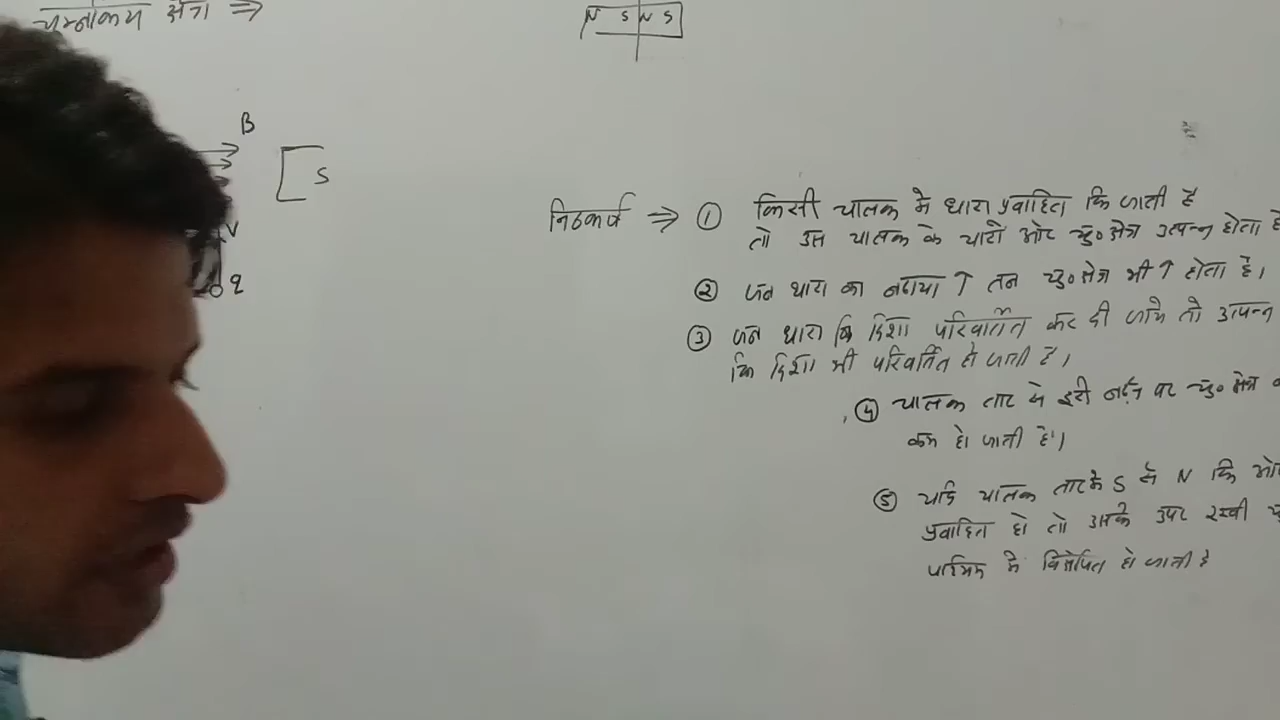 चुम्बकीय क्षेत्र ⇒
N S N S
B
S
V
q
निष्कर्ष ⇒ ① किसी चालक मे धारा प्रवाहित कि जाती है
तो उस चालक के चारो ओर चु० क्षेत्र उत्पन्न होता है
② जब धारा का बढाया ↑ तब चु० क्षेत्र भी ↑ होता है।
③ जब धारा कि दिशा परिवर्तित कर दी जाये तो उत्पन्न
कि दिशा भी परिवर्तित हो जाती है।
④ चालक तार से दूरी बढ़ने पर चु० क्षेत्र
कम हो जाती है।
⑤ यदि चालक तार के S से N कि ओर
प्रवाहित हो तो उसके उपर रखी
पश्चिम मे विक्षेपित हो जाती है